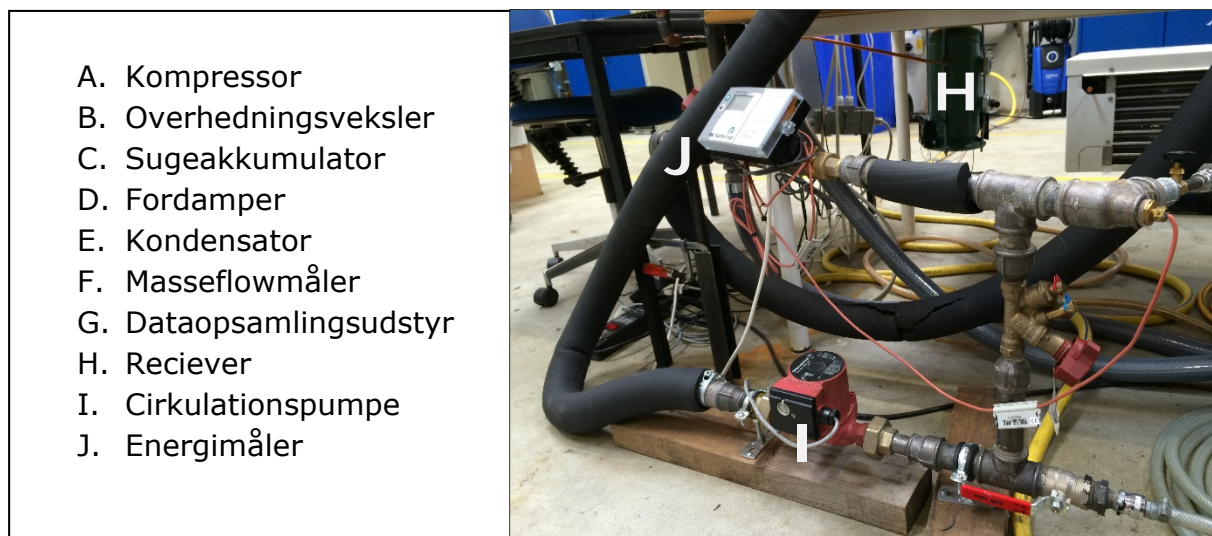 A. Kompressor
B. Overhedningsveksler
C. Sugeakkumulator
D. Fordamper
E. Kondensator
F. Masseflowmåler
G. Dataopsamlingsudstyr
H. Reciever
I. Cirkulationspumpe
J. Energimåler
H
J
I